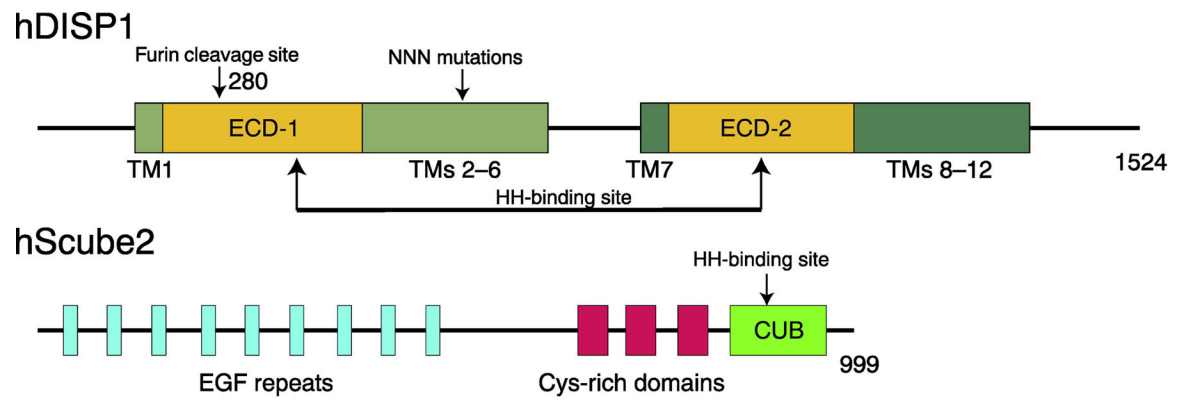 hDISP1
Furin cleavage site
280
NNN mutations
ECD-1
ECD-2
TM1
TMs 2–6
TM7
TMs 8–12
1524
HH-binding site
hScube2
HH-binding site
CUB
999
EGF repeats
Cys-rich domains